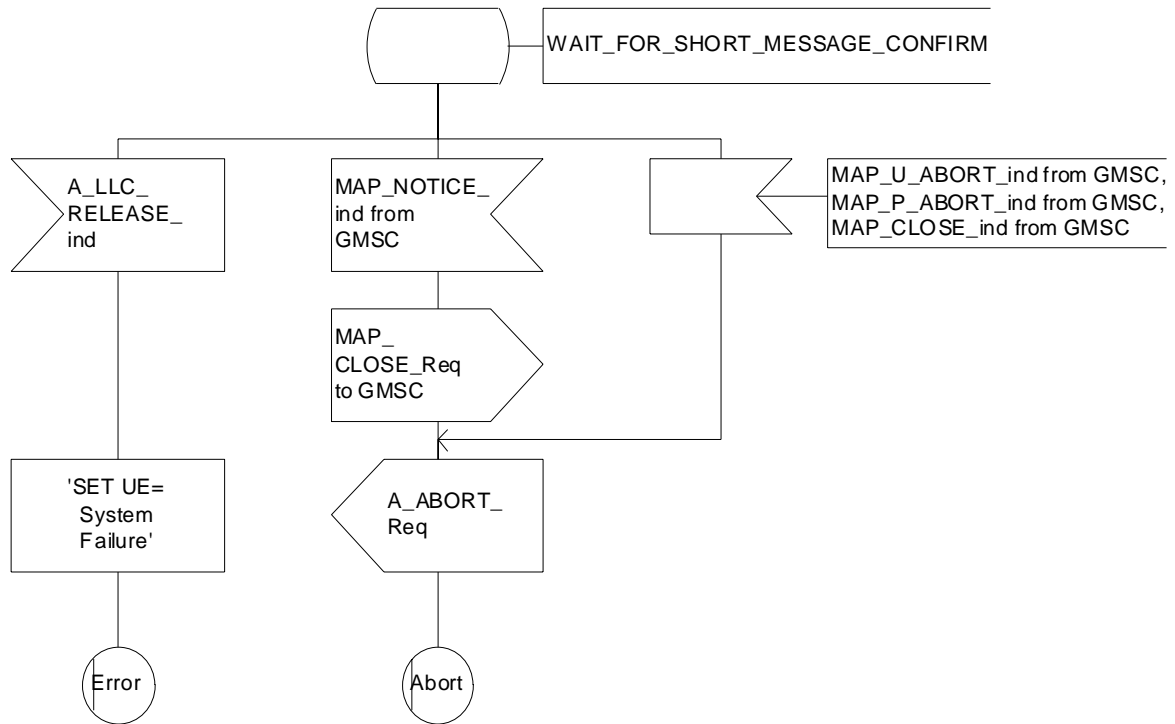 WAIT_FOR_SHORT_MESSAGE_CONFIRM
A_LLC_
RELEASE_
ind
MAP_NOTICE_
ind from
GMSC
MAP_U_ABORT_ind from GMSC,
MAP_P_ABORT_ind from GMSC,
MAP_CLOSE_ind from GMSC
MAP_
CLOSE_Req
to GMSC
'SET UE=
System
Failure'
A_ABORT_
Req
Error
Abort